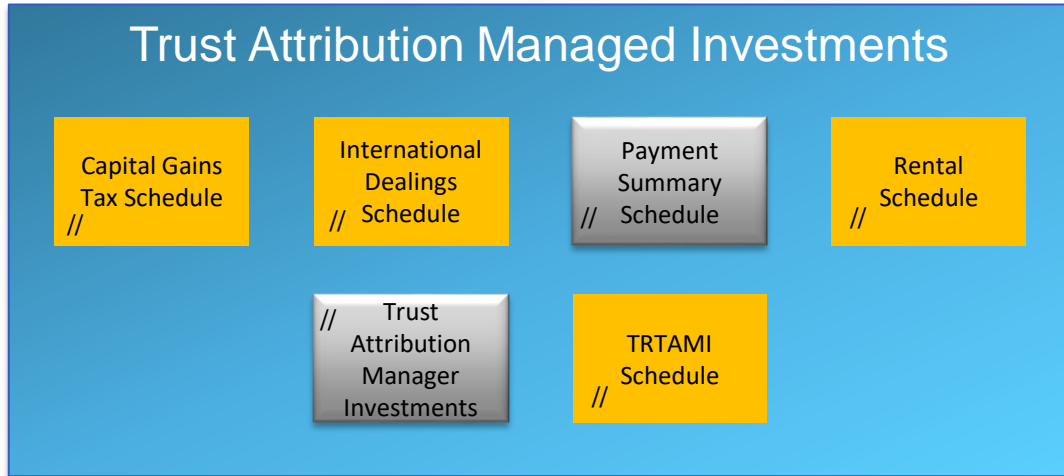 Trust Attribution Managed Investments
Capital Gains
Tax Schedule
//
International
Dealings
Schedule
//
Payment
Summary
Schedule
//
Rental
Schedule
//
//
Trust
Attribution
Manager
Investments
TRTAMI
Schedule
//